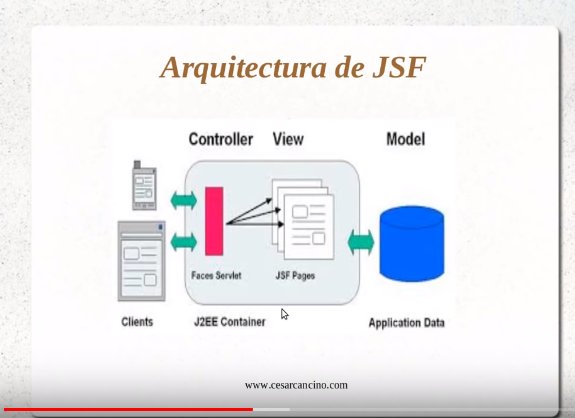 Arquitectura de JSF
Controller View Model
Faces Servlet JSF Pages
Clients J2EE Container Application Data
www.cesarcancino.com